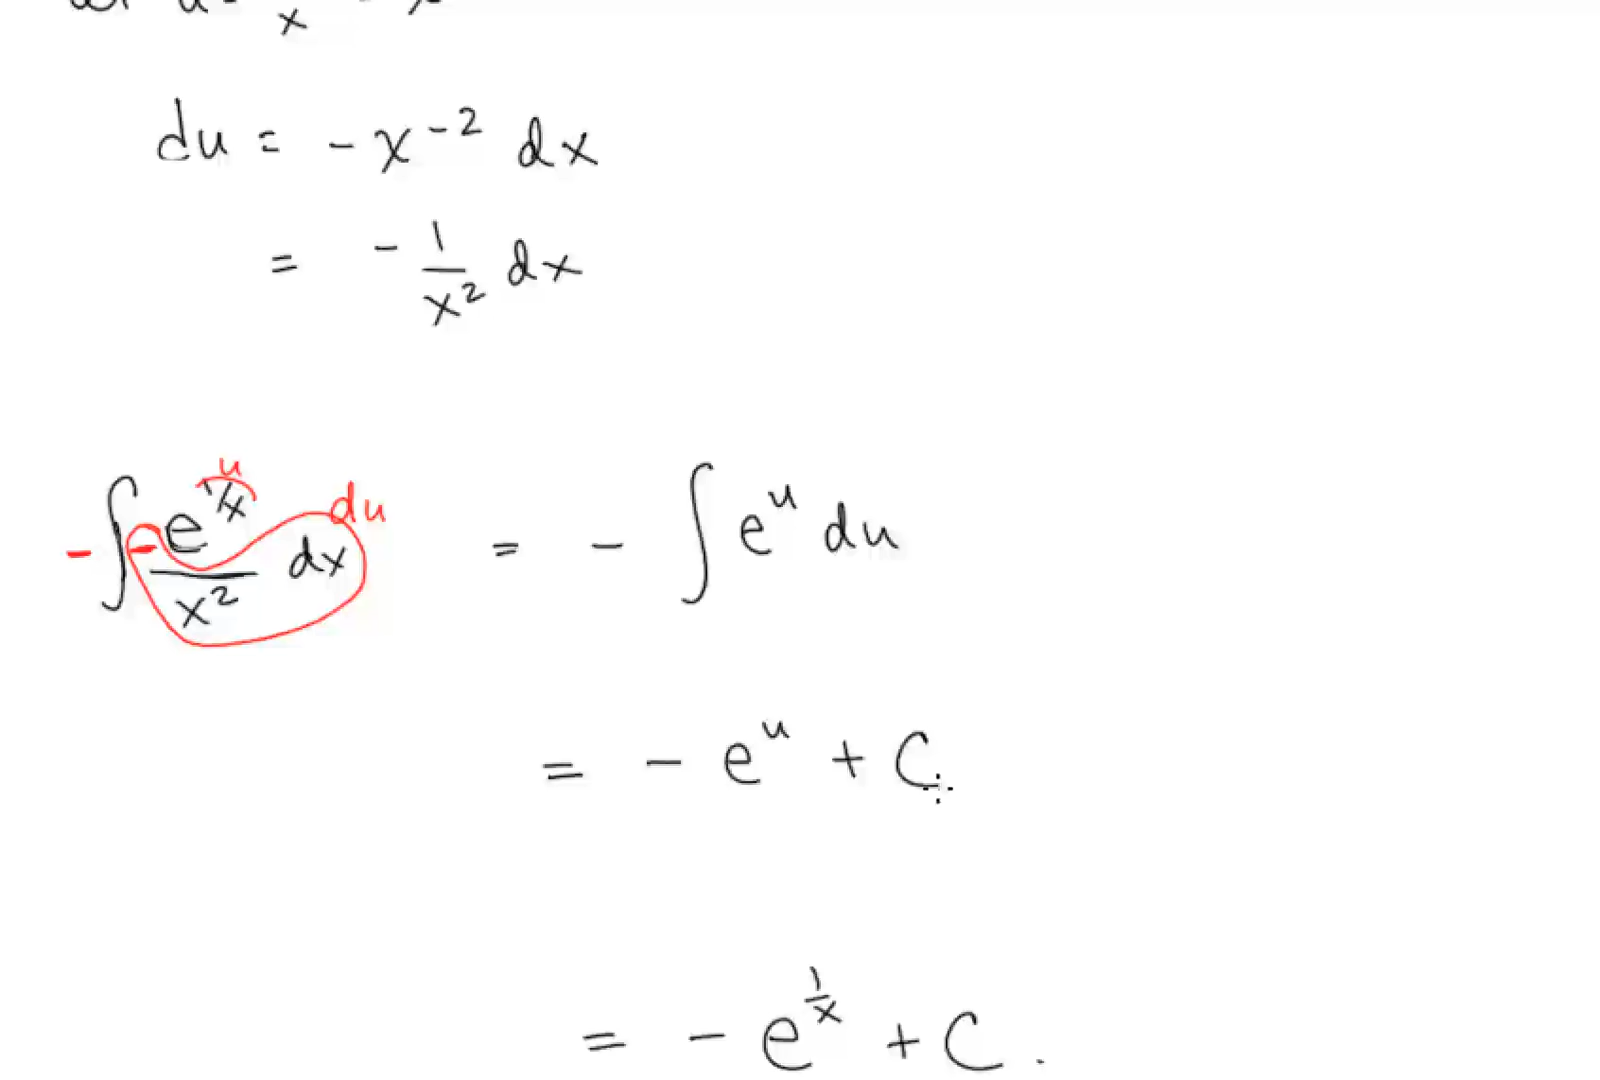 du = -x⁻² dx
= -1/x² dx
-∫ -e^(1/x)/x² dx = -∫ e^u du
u
du
= -e^u + C
= -e^(1/x) + C.